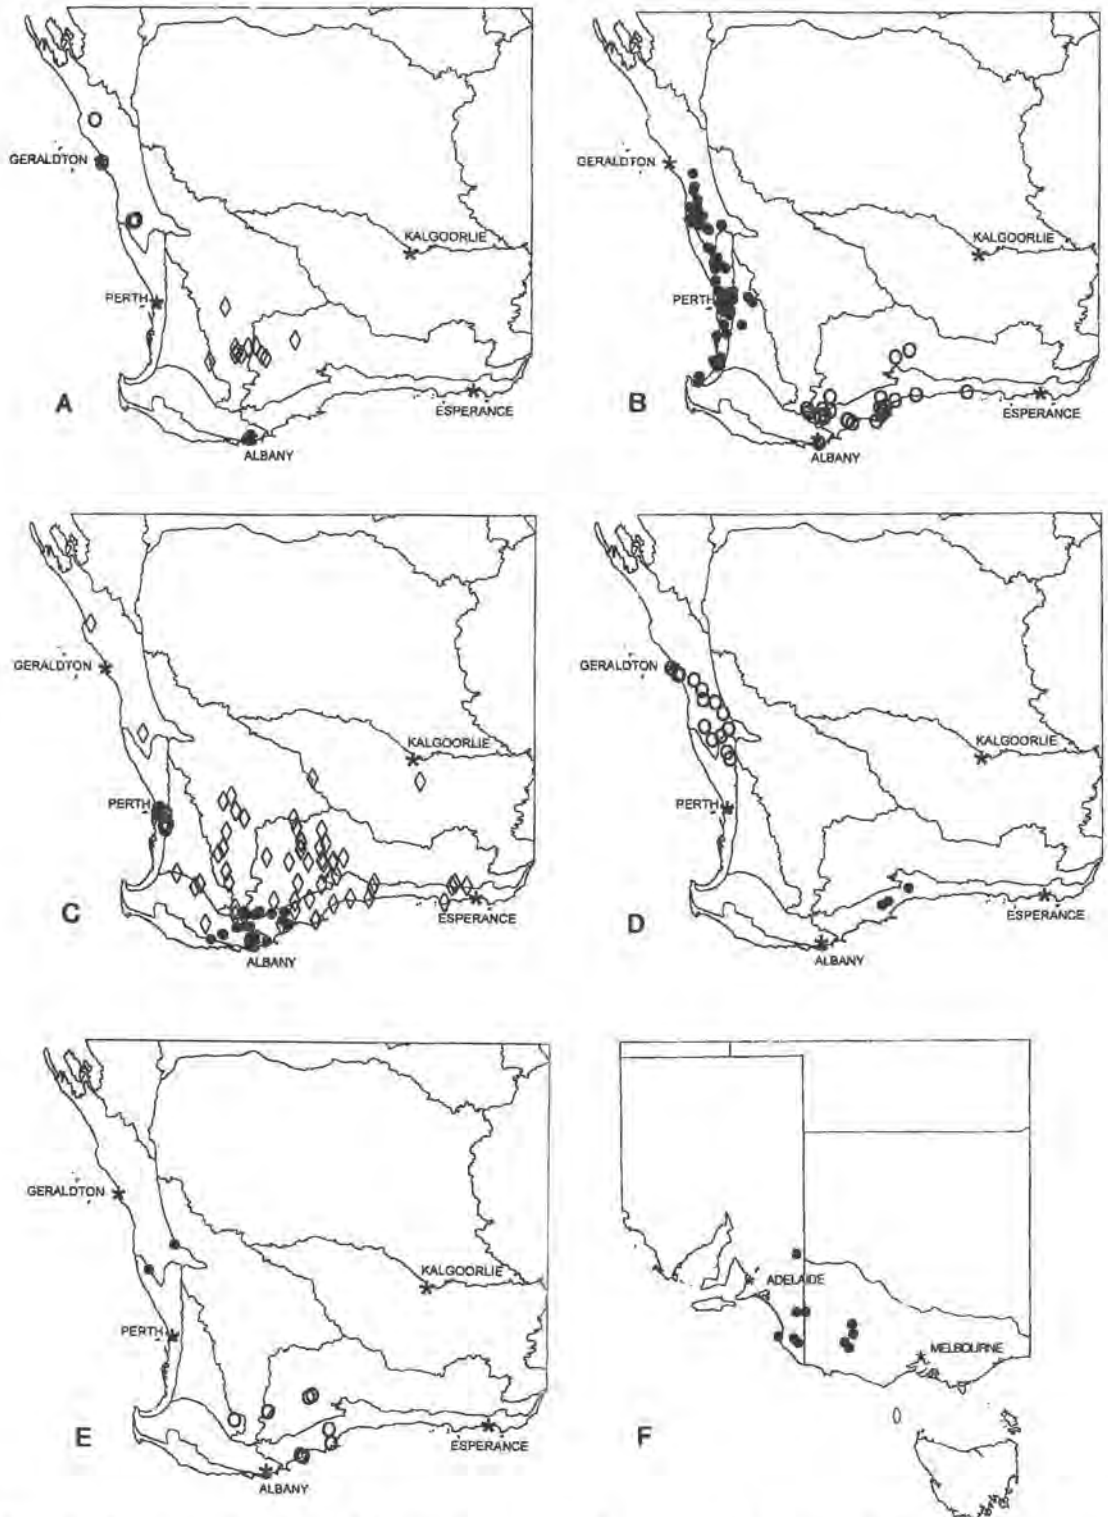 GERALDTON
KALGOORLIE
PERTH
ESPERANCE
A
ALBANY
GERALDTON
KALGOORLIE
PERTH
ESPERANCE
B
ALBANY
GERALDTON
KALGOORLIE
PERTH
ESPERANCE
C
ALBANY
GERALDTON
KALGOORLIE
PERTH
ESPERANCE
D
ALBANY
GERALDTON
KALGOORLIE
PERTH
ESPERANCE
E
ALBANY
ADELAIDE
MELBOURNE
F